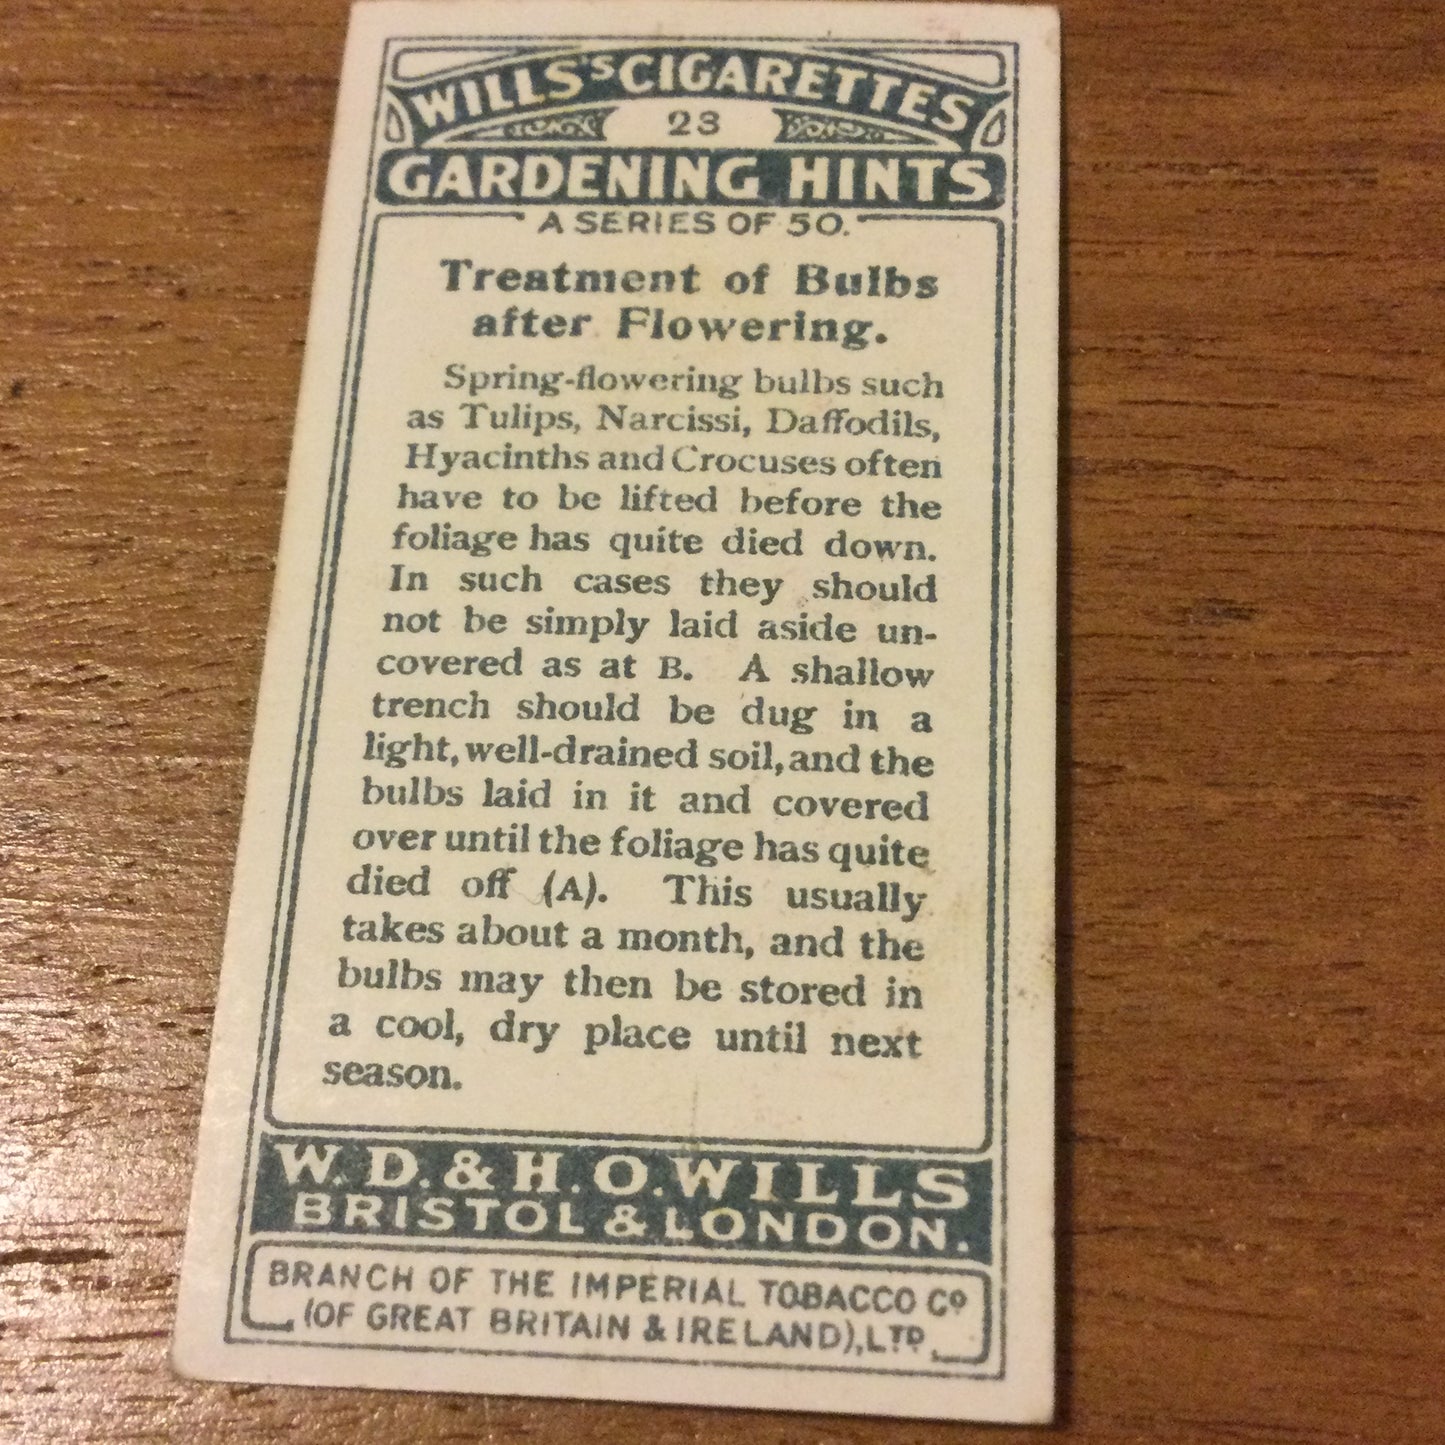 WILLS'S CIGARETTES
23
GARDENING HINTS
A SERIES OF 50.
Treatment of Bulbs
after Flowering.
Spring-flowering bulbs such
as Tulips, Narcissi, Daffodils,
Hyacinths and Crocuses often
have to be lifted before the
foliage has quite died down.
In such cases they should
not be simply laid aside un-
covered as at B. A shallow
trench should be dug in a
light, well-drained soil, and the
bulbs laid in it and covered
over until the foliage has quite
died off (A). This usually
takes about a month, and the
bulbs may then be stored in
a cool, dry place until next
season.
W.D. & H.O. WILLS
BRISTOL & LONDON.
BRANCH OF THE IMPERIAL TOBACCO Cº
(OF GREAT BRITAIN & IRELAND), LTD.